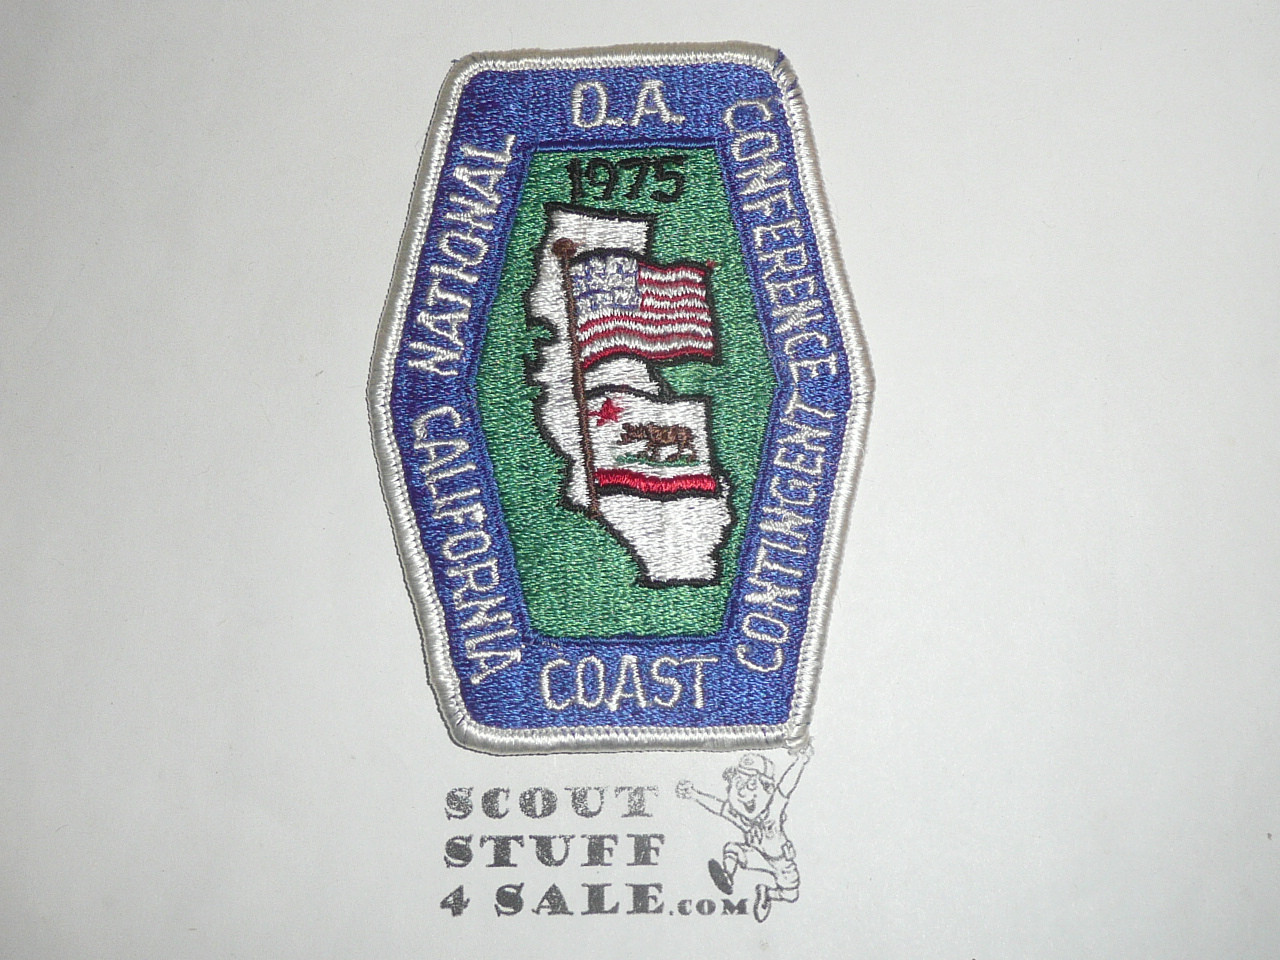 NATIONAL O.A. CONFERENCE
1975
CALIFORNIA COAST CONTINGENT
SCOUT
STUFF
4 SALE.COM